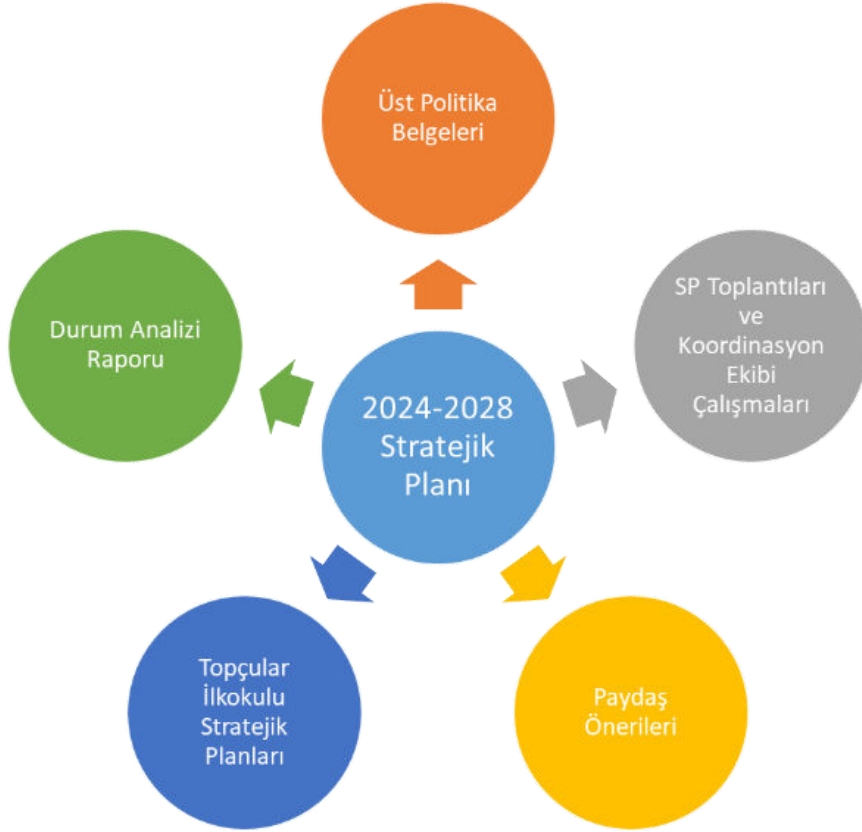 Üst Politika
Belgeleri
SP Toplantıları
ve
Koordinasyon
Ekibi
Çalışmaları
Paydaş
Önerileri
Topçular
İlkokulu
Stratejik
Planları
Durum Analizi
Raporu
2024-2028
Stratejik
Planı